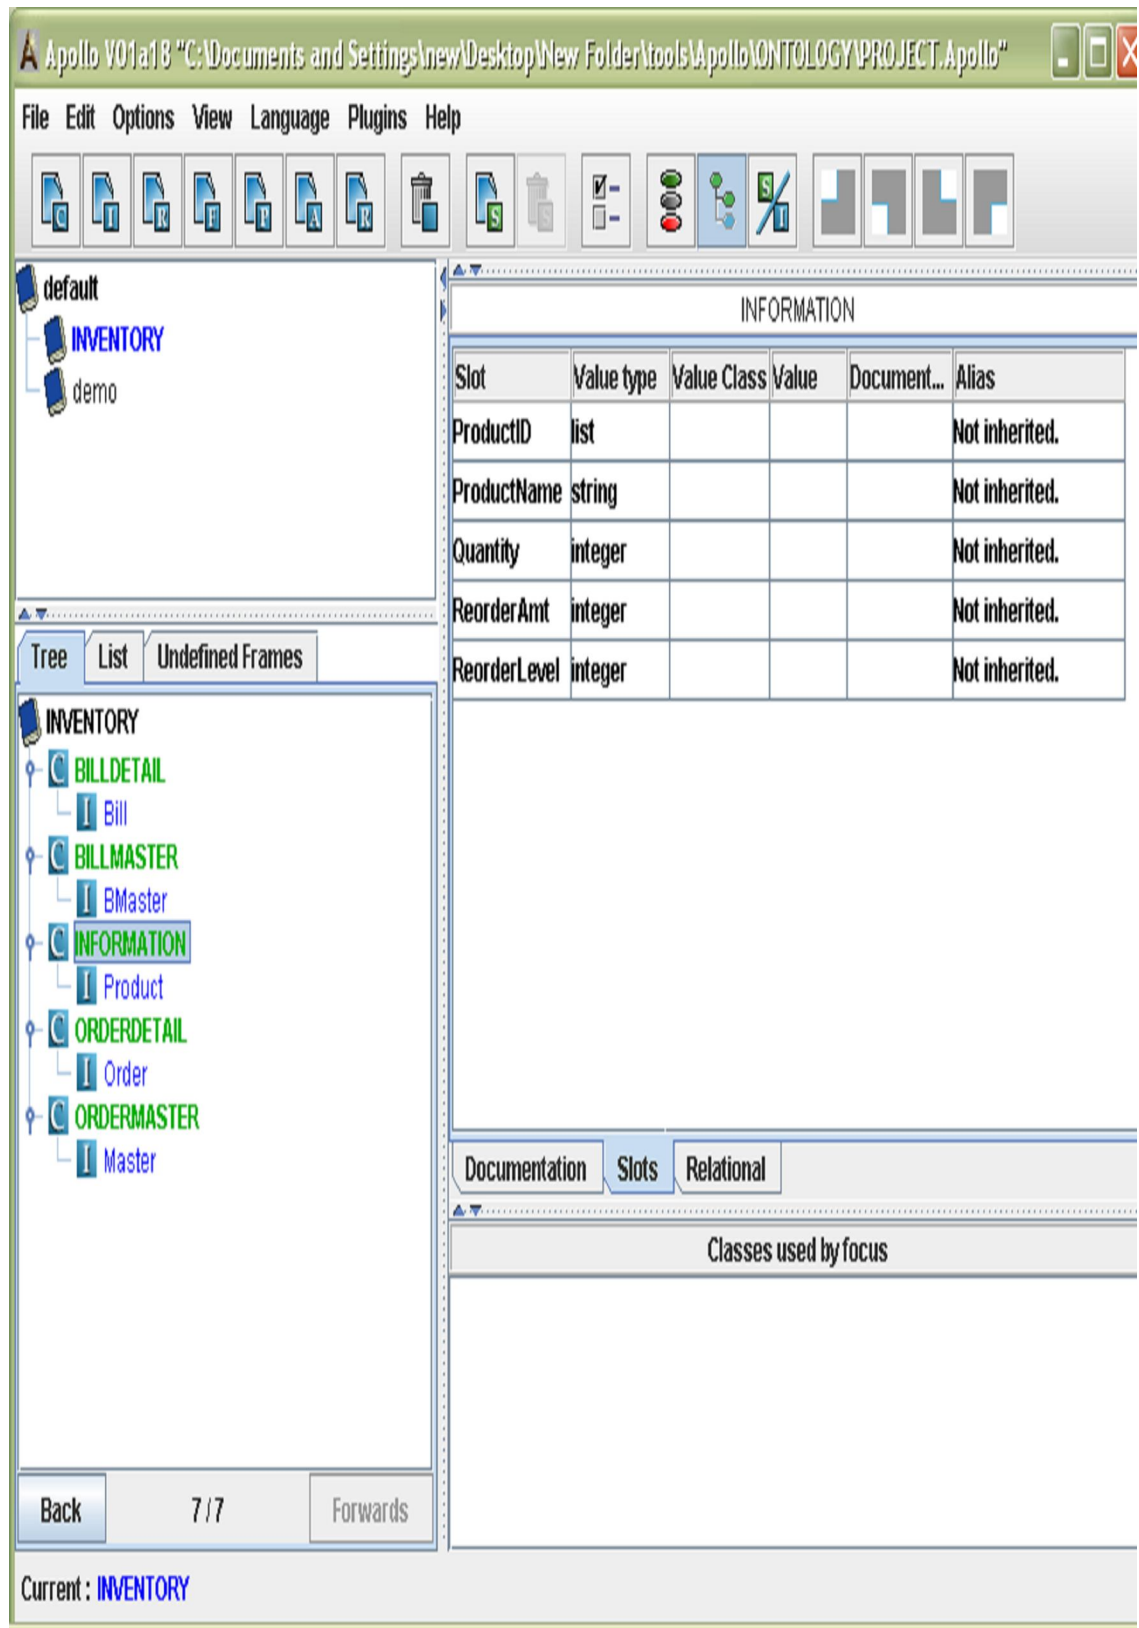 Apollo V01a18 "C:\Documents and Settings\new\Desktop\New Folder\tools\Apollo\ONTOLOGY\PROJECT.Apollo"
File Edit Options View Language Plugins Help
C I R F P A R S S S I
default
INVENTORY
demo
Tree List Undefined Frames
INVENTORY
C BILLDETAIL
I Bill
C BILLMASTER
I BMaster
C INFORMATION
I Product
C ORDERDETAIL
I Order
C ORDERMASTER
I Master
Back 7 / 7 Forwards
INFORMATION
Slot Value type Value Class Value Document... Alias
ProductID list Not inherited.
ProductName string Not inherited.
Quantity integer Not inherited.
ReorderAmt integer Not inherited.
ReorderLevel integer Not inherited.
Documentation Slots Relational
Classes used by focus
Current : INVENTORY